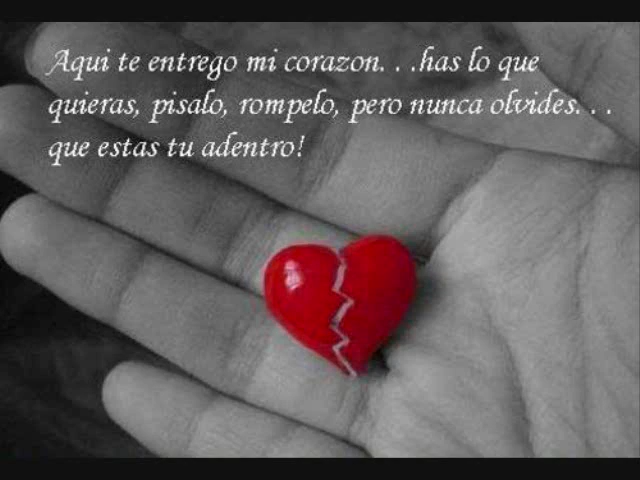 Aqui te entrego mi corazon. . .has lo que
quieras, pisalo, rompelo, pero nunca olvides. . .
que estas tu adentro!